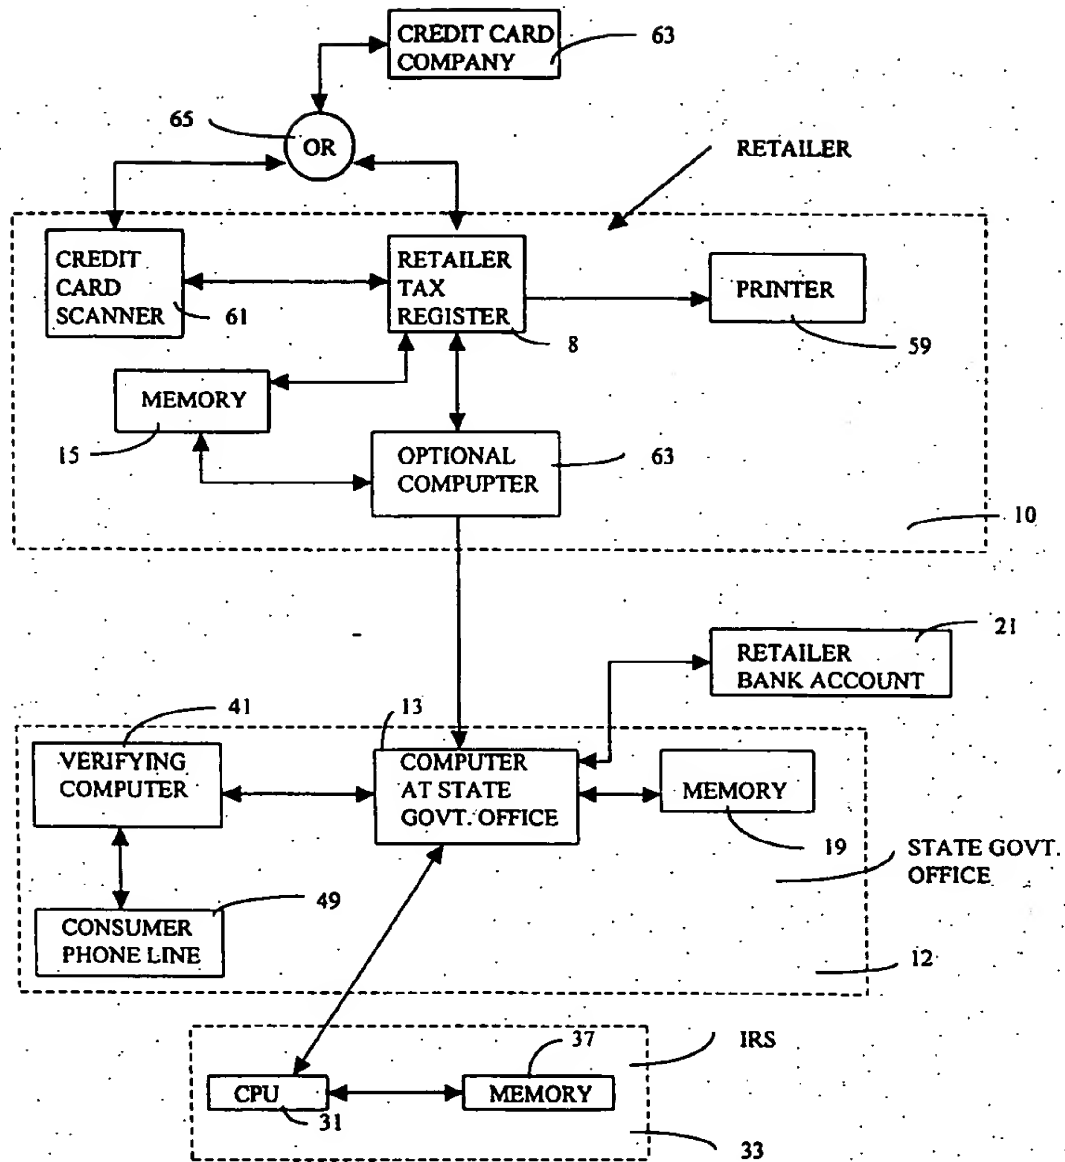 CREDIT CARD
COMPANY
63
65
OR
RETAILER
CREDIT
CARD
SCANNER
61
RETAILER
TAX
REGISTER
8
PRINTER
59
MEMORY
15
OPTIONAL
COMPUPTER
63
10
21
RETAILER
BANK ACCOUNT
41
13
VERIFYING
COMPUTER
COMPUTER
AT STATE
GOVT. OFFICE
MEMORY
19
STATE GOVT.
OFFICE
49
CONSUMER
PHONE LINE
12
IRS
37
CPU
MEMORY
31
33